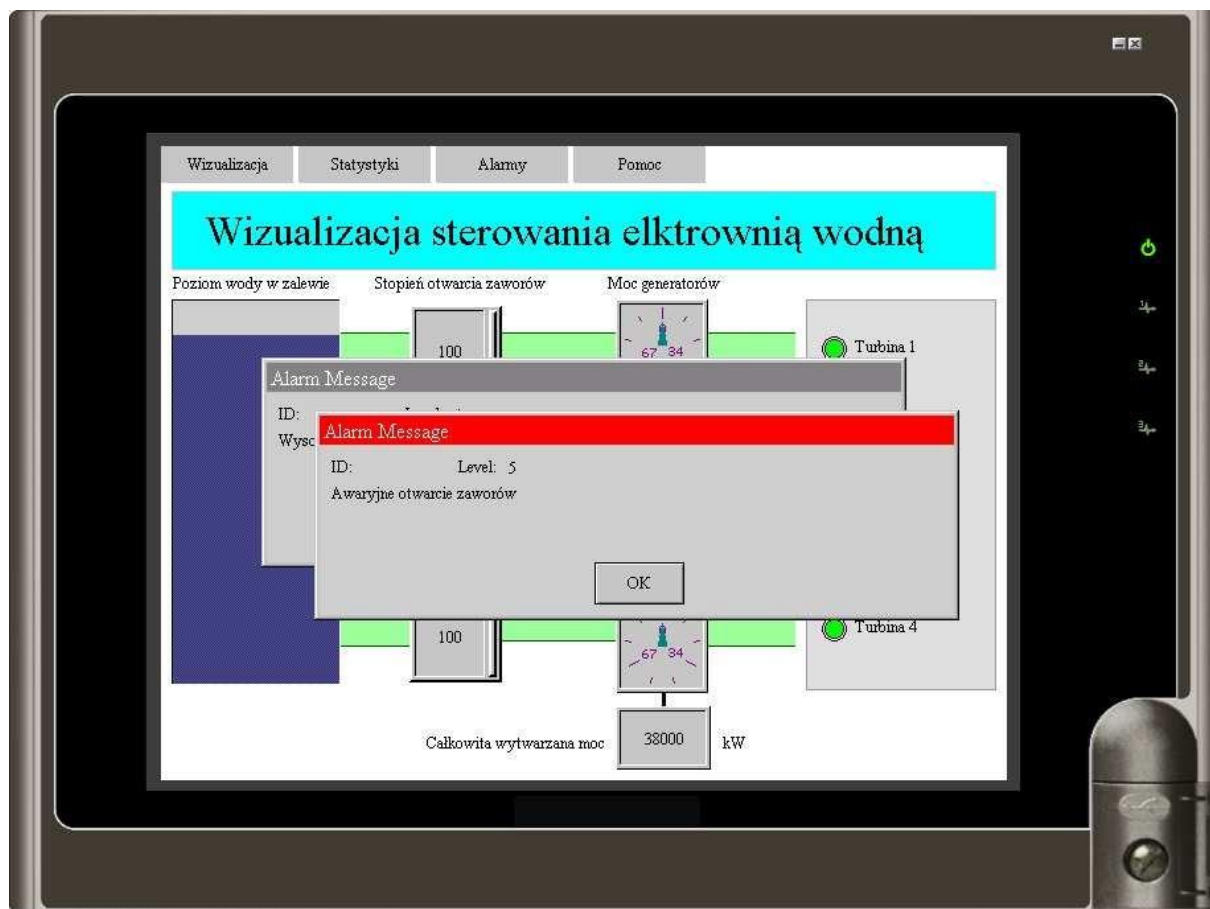 Wizualizacja Statystyki Alarmy Pomoc
Wizualizacja sterowania elktrownią wodną
Poziom wody w zalewie Stopień otwarcia zaworów Moc generatorów
100
67 34
Turbina 1
Alarm Message
ID:
Alarm Message
ID: Level: 5
Awaryjne otwarcie zaworów
OK
100
67 34
Turbina 4
Całkowita wytwarzana moc 38000 kW